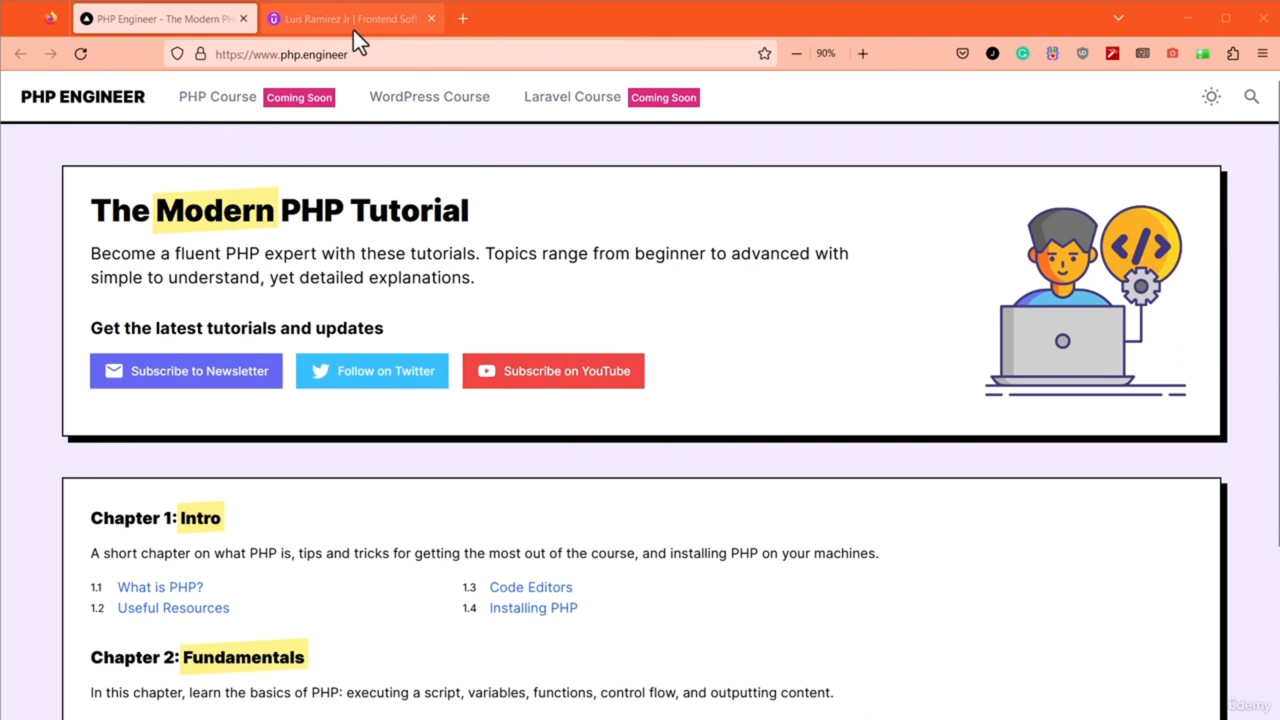 PHP Engineer - The Modern PH
Luis Ramirez Jr | Frontend Soft
https://www.php.engineer
90%
PHP ENGINEER
PHP Course Coming Soon
WordPress Course
Laravel Course Coming Soon
The Modern PHP Tutorial
Become a fluent PHP expert with these tutorials. Topics range from beginner to advanced with
simple to understand, yet detailed explanations.
Get the latest tutorials and updates
Subscribe to Newsletter
Follow on Twitter
Subscribe on YouTube
Chapter 1: Intro
A short chapter on what PHP is, tips and tricks for getting the most out of the course, and installing PHP on your machines.
1.1 What is PHP?
1.2 Useful Resources
1.3 Code Editors
1.4 Installing PHP
Chapter 2: Fundamentals
In this chapter, learn the basics of PHP: executing a script, variables, functions, control flow, and outputting content.
ûdemy